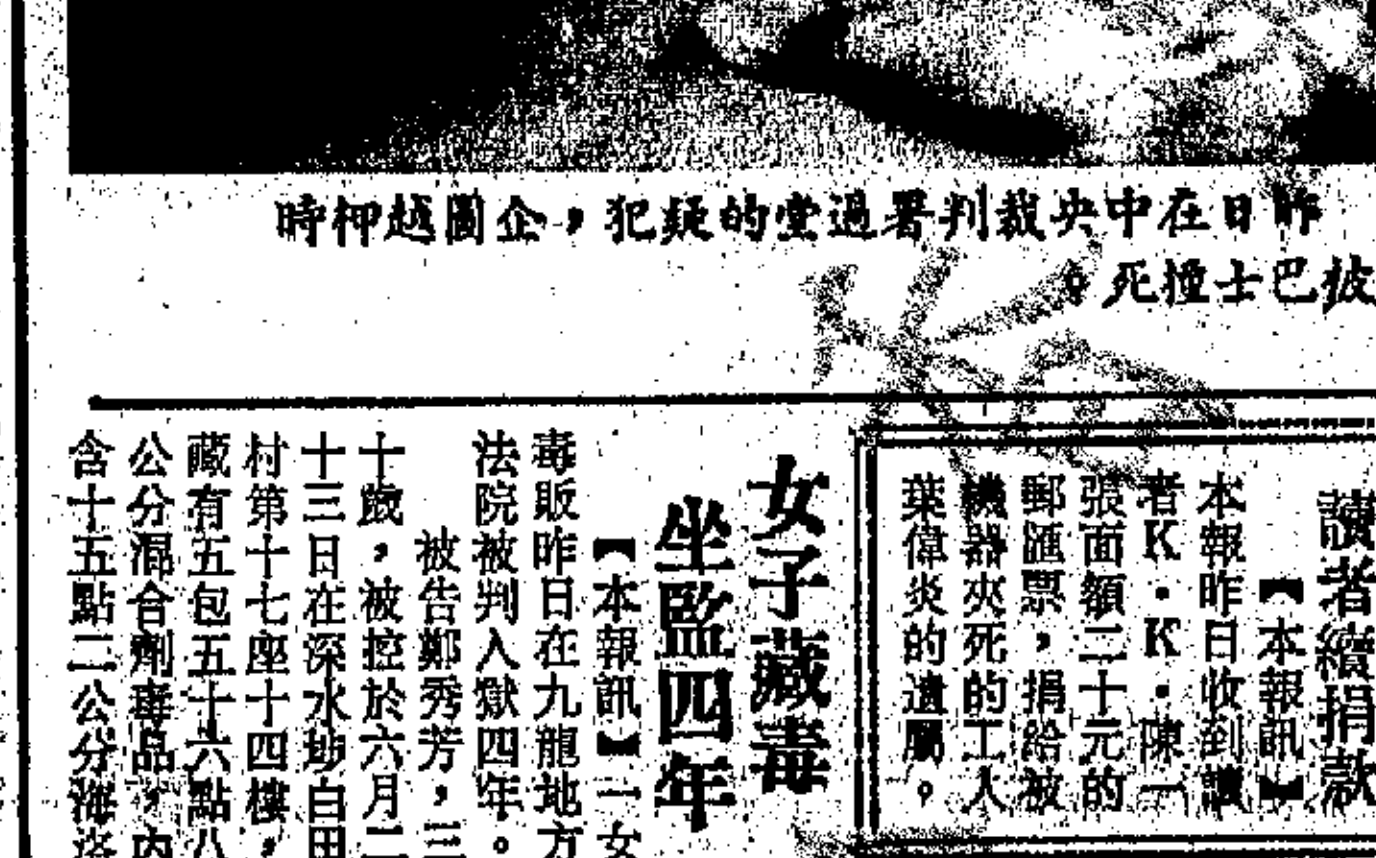 昨日在中央裁判署過堂的疑犯，企圖越柙時
被巴士撞死。
讀者續捐款
【本報訊】
本報昨日收到讀
者K・K・陳一
張面額二十元的
郵滙票，捐給被
機器夾死的工人
葉偉炎的遺屬。
女子藏毒
坐監四年
【本報訊】一女
毒販昨日在九龍地方
法院被判入獄四年。
被告鄭秀芳，三
十歲，被控於六月二
十三日在深水埗白田
村第十七座十四樓，
藏有五包五十六點八
公分混合劑毒品，內
含十五點二公分海洛